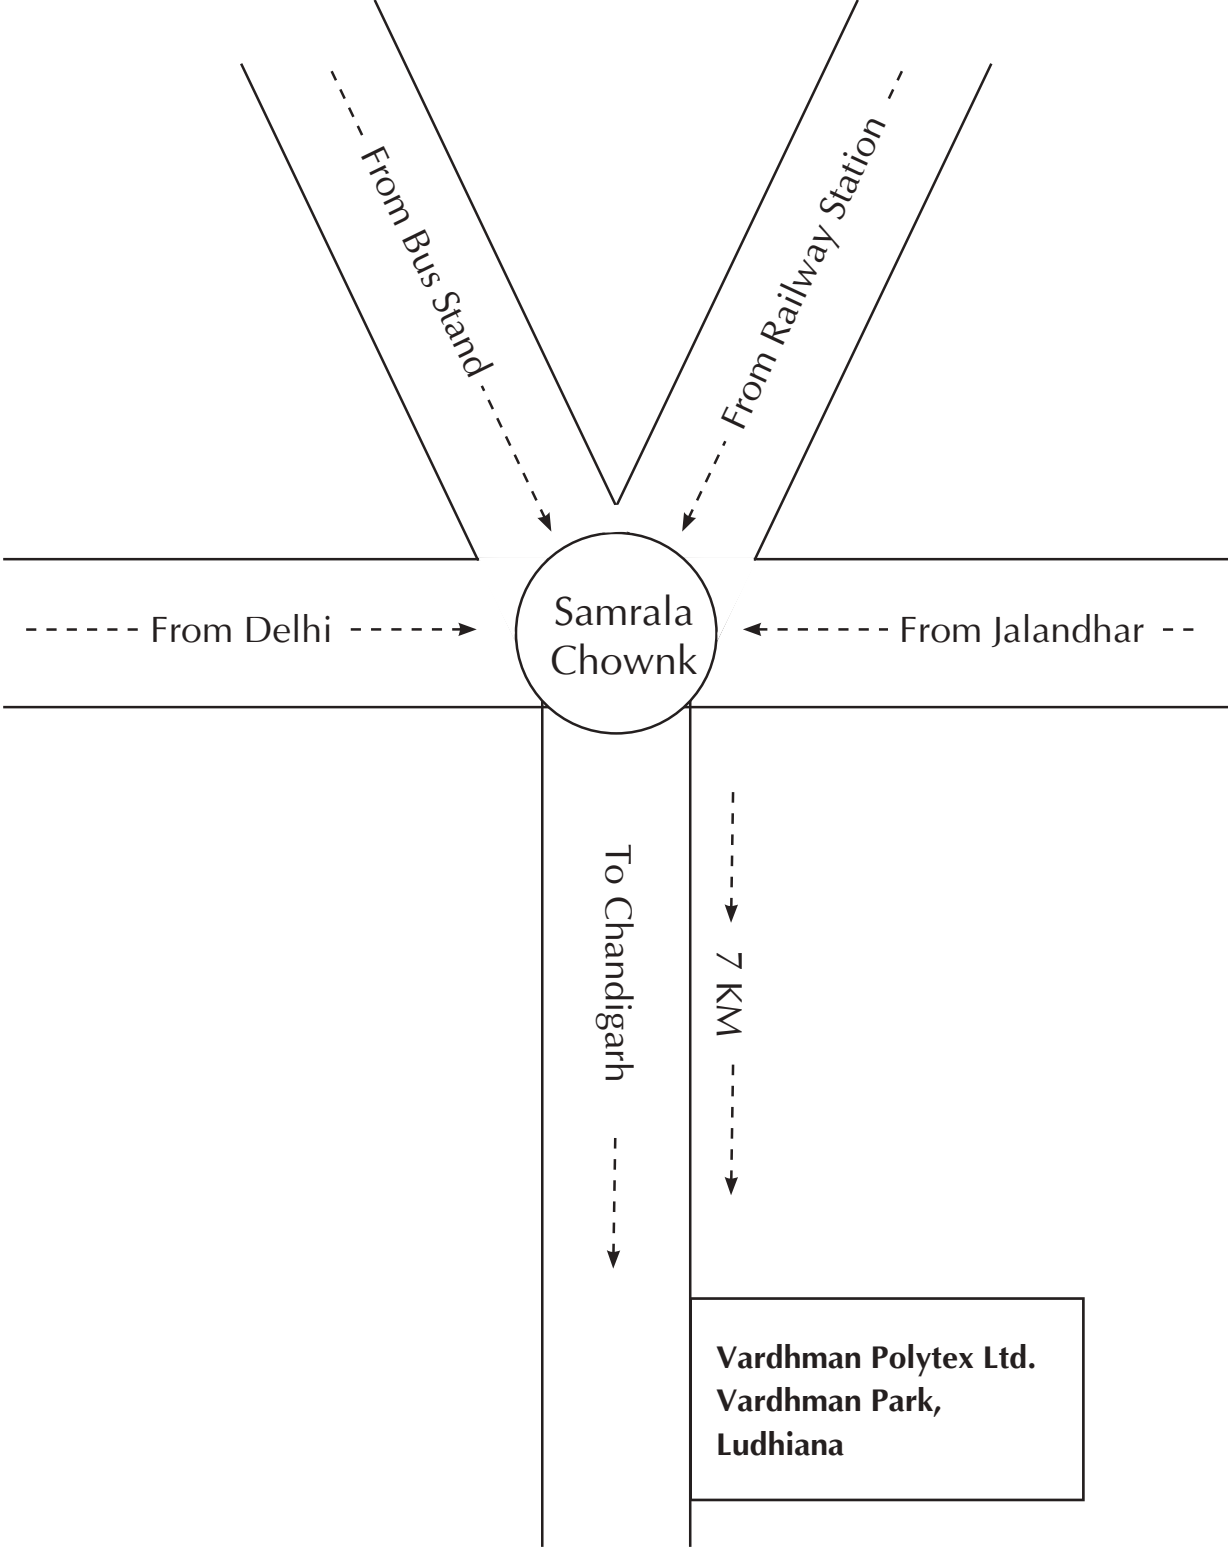 From Bus Stand
From Railway Station
From Delhi
Samrala
Chownk
From Jalandhar
To Chandigarh
7 KM
Vardhman Polytex Ltd.
Vardhman Park,
Ludhiana